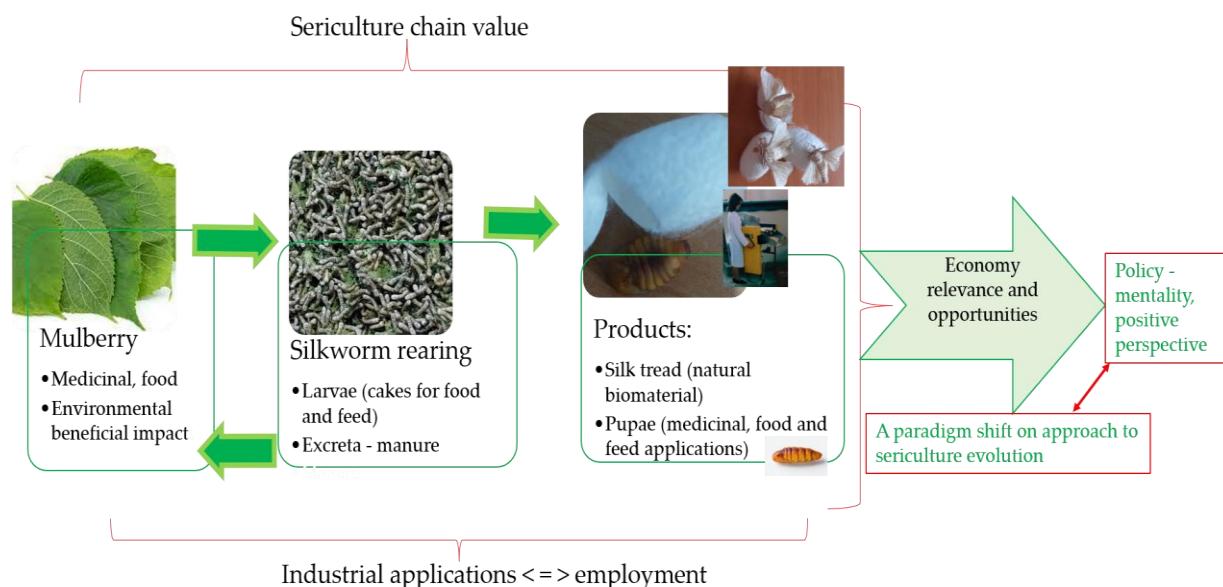 Sericulture chain value
Mulberry
•Medicinal, food
•Environmental
beneficial impact
Silkworm rearing
•Larvae (cakes for food
and feed)
•Excreta - manure
Products:
•Silk tread (natural
biomaterial)
•Pupae (medicinal, food and
feed applications)
Economy
relevance and
opportunities
Policy -
mentality,
positive
perspective
A paradigm shift on approach to
sericulture evolution
Industrial applications < = > employment